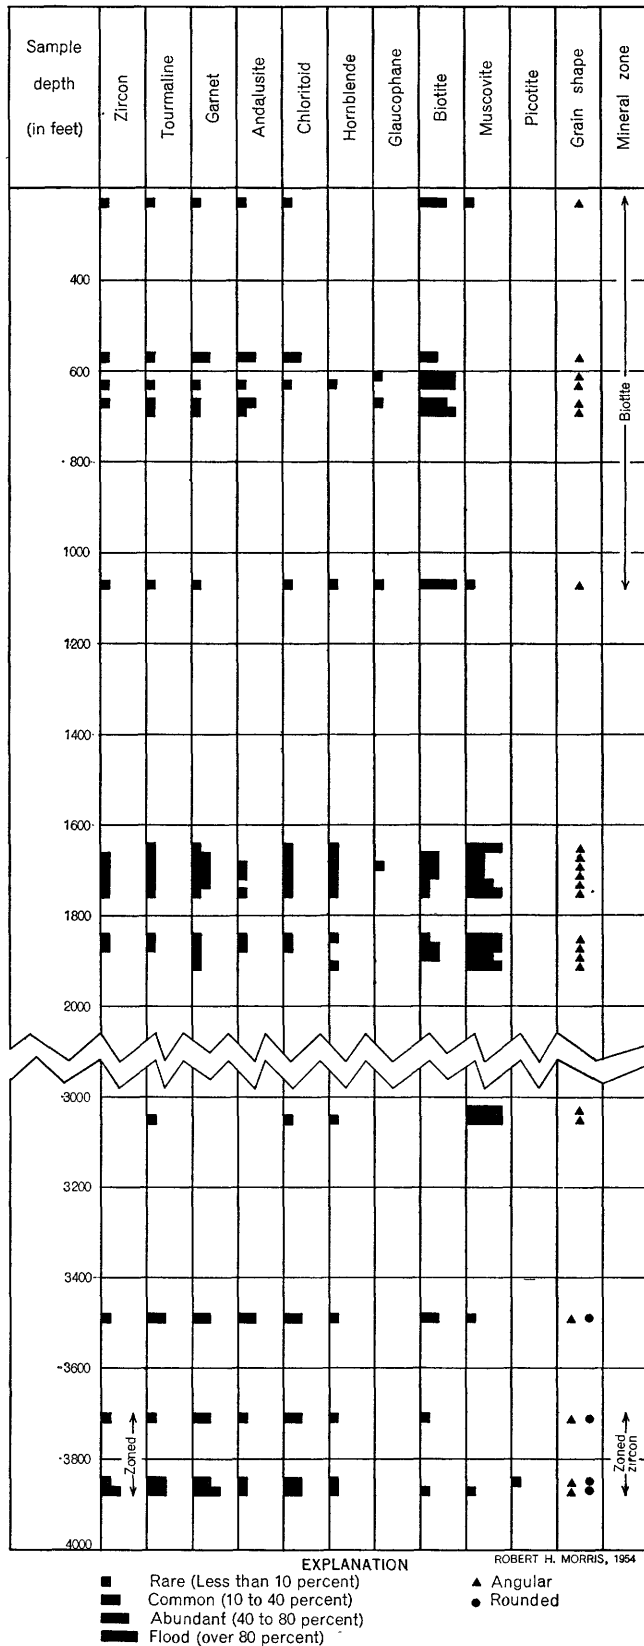 Sample
depth
(in feet)
Zircon
Tourmaline
Garnet
Andalusite
Chloritoid
Hornblende
Glaucophane
Biotite
Muscovite
Picotite
Grain shape
Mineral zone
400
600
800
1000
1200
1400
1600
1800
2000
3000
3200
3400
3600
3800
4000
Biotite
Zoned
Zoned
zircon
EXPLANATION
ROBERT H. MORRIS, 1954
Rare (Less than 10 percent)
Common (10 to 40 percent)
Abundant (40 to 80 percent)
Flood (over 80 percent)
Angular
Rounded